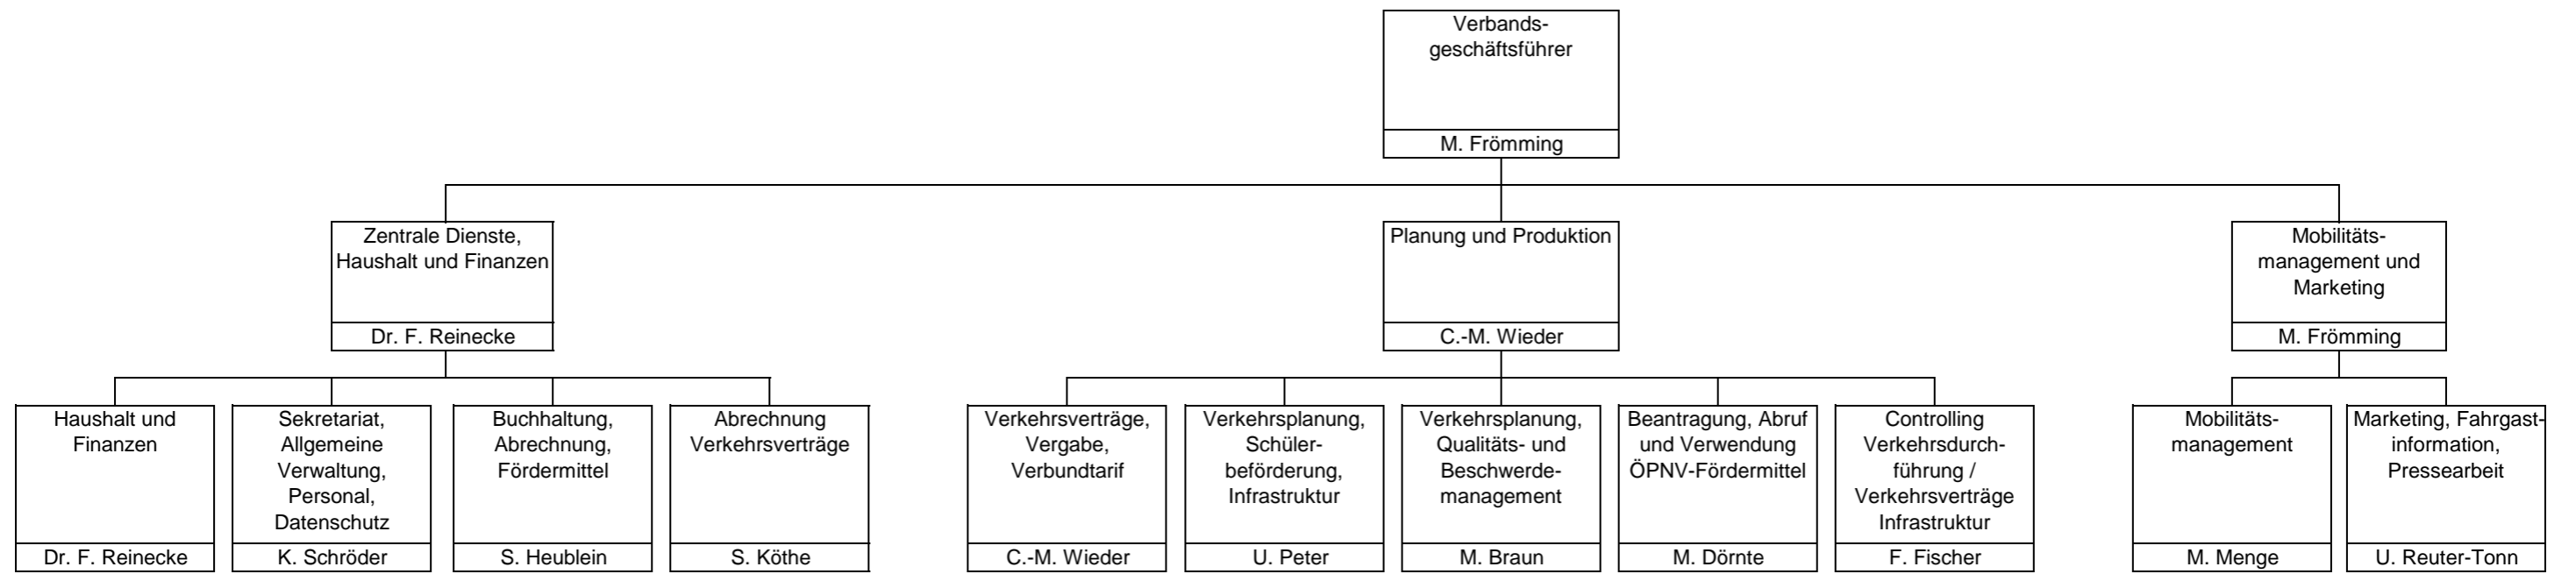 Verbands-
geschäftsführer
M. Frömming
Zentrale Dienste,
Haushalt und Finanzen
Dr. F. Reinecke
Planung und Produktion
C.-M. Wieder
Mobilitäts-
management und
Marketing
M. Frömming
Haushalt und
Finanzen
Dr. F. Reinecke
Sekretariat,
Allgemeine
Verwaltung,
Personal,
Datenschutz
K. Schröder
Buchhaltung,
Abrechnung,
Fördermittel
S. Heublein
Abrechnung
Verkehrsverträge
S. Köthe
Verkehrsverträge,
Vergabe,
Verbundtarif
C.-M. Wieder
Verkehrsplanung,
Schüler-
beförderung,
Infrastruktur
U. Peter
Verkehrsplanung,
Qualitäts- und
Beschwerde-
management
M. Braun
Beantragung, Abruf
und Verwendung
ÖPNV-Fördermittel
M. Dörnte
Controlling
Verkehrsdurch-
führung /
Verkehrsverträge
Infrastruktur
F. Fischer
Mobilitäts-
management
M. Menge
Marketing, Fahrgast-
information,
Pressearbeit
U. Reuter-Tonn